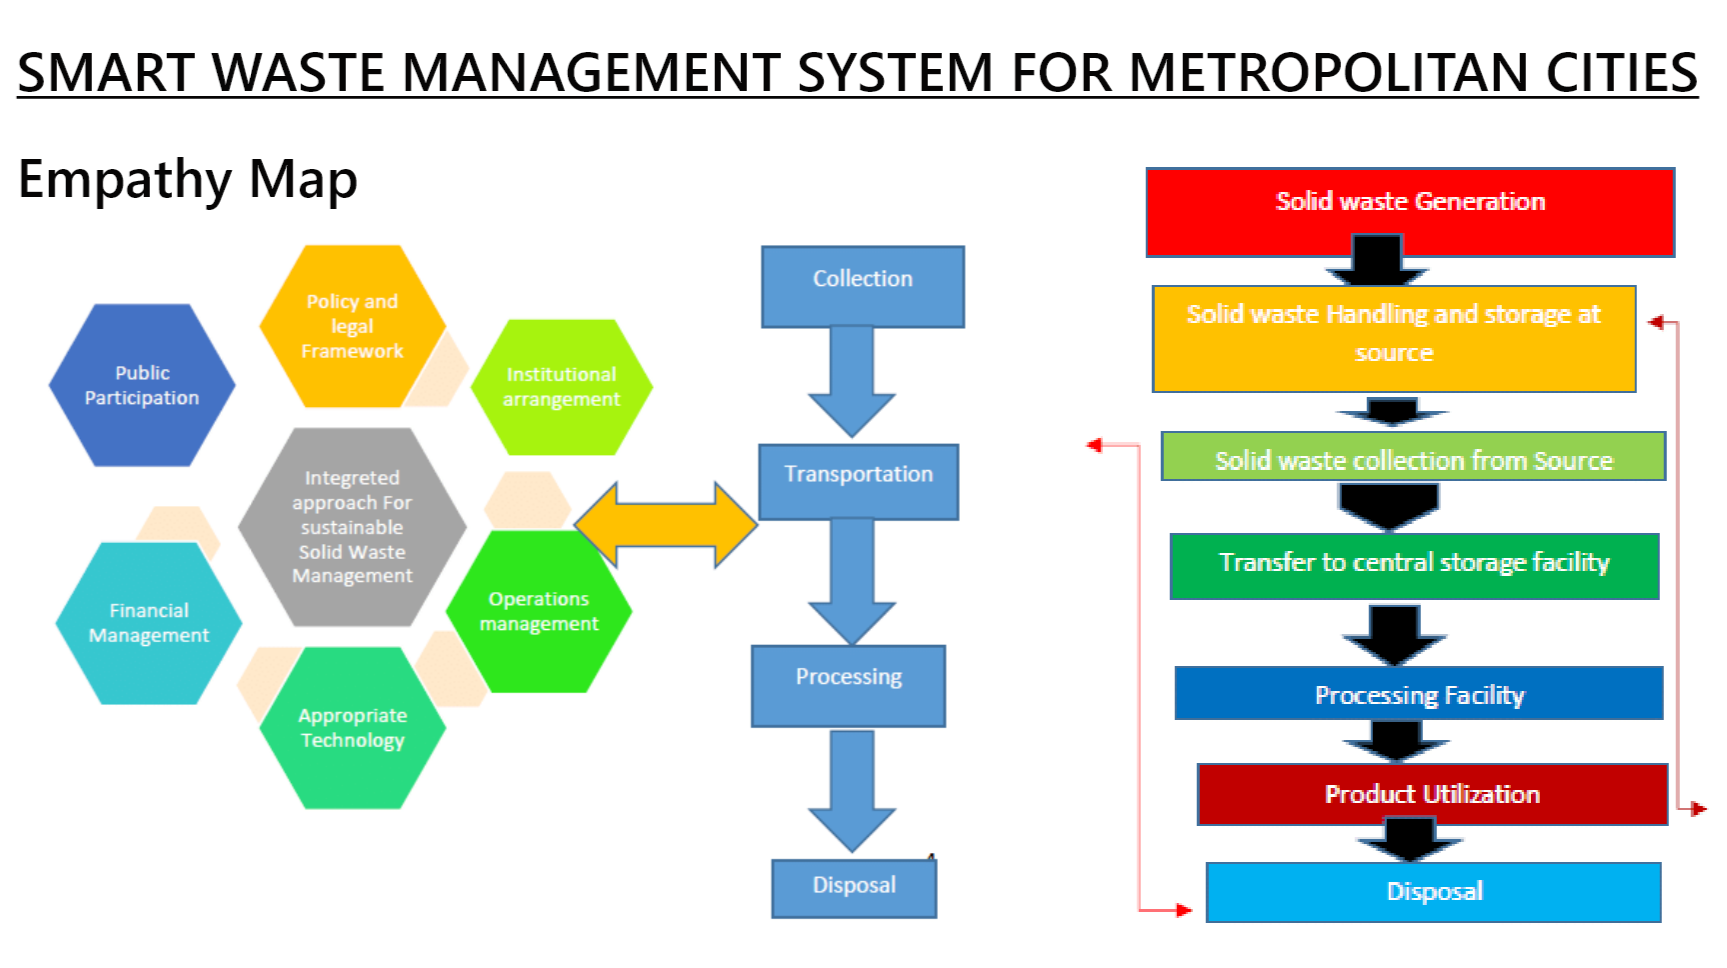 SMART WASTE MANAGEMENT SYSTEM FOR METROPOLITAN CITIES
Empathy Map
Public
Participation
Policy and
legal
Framework
Institutional
arrangement
Integreted
approach For
sustainable
Solid Waste
Management
Financial
Management
Operations
management
Appropriate
Technology
Collection
Transportation
Processing
Disposal
Solid waste Generation
Solid waste Handling and storage at
source
Solid waste collection from Source
Transfer to central storage facility
Processing Facility
Product Utilization
Disposal